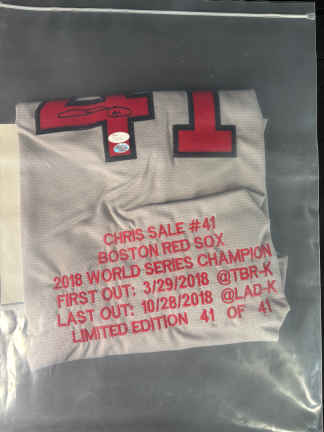 41
CHRIS SALE #41
BOSTON RED SOX
2018 WORLD SERIES CHAMPION
FIRST OUT: 3/29/2018 @TBR-K
LAST OUT: 10/28/2018 @LAD-K
LIMITED EDITION 41 OF 41